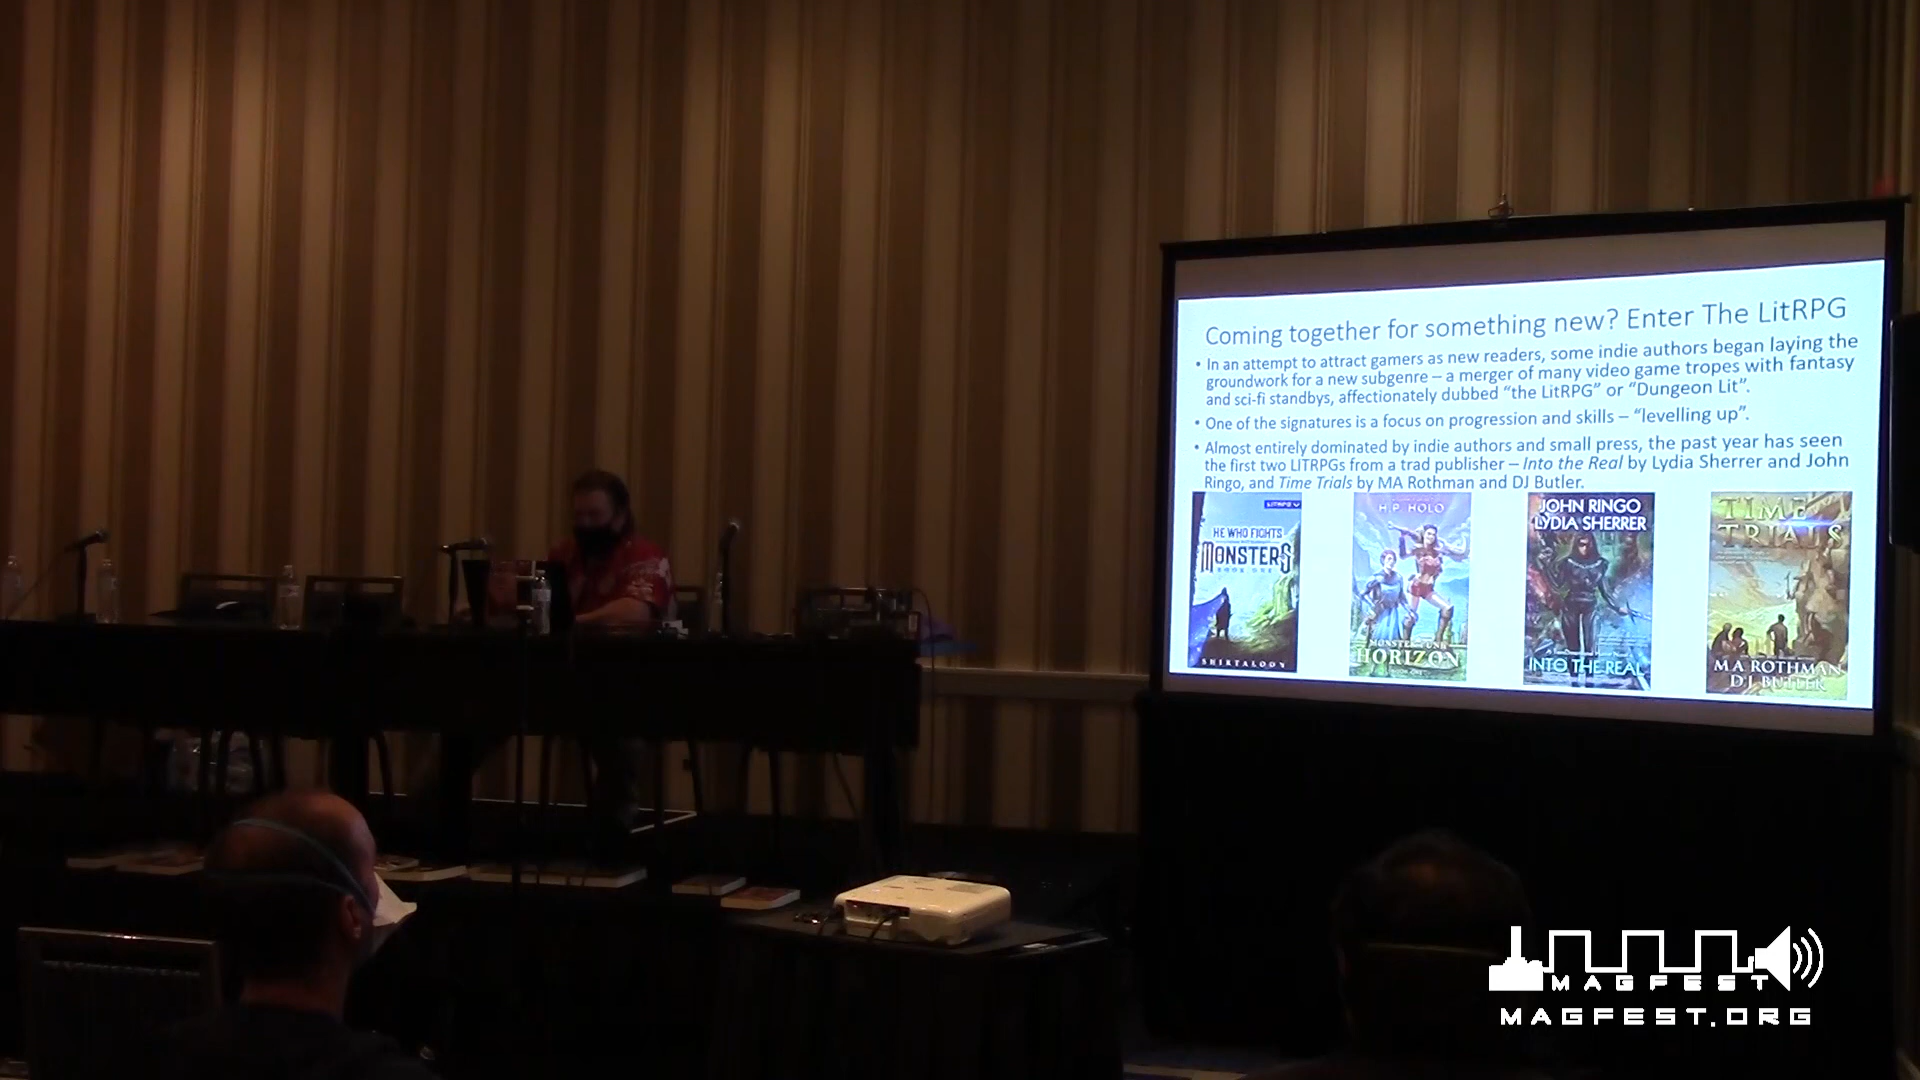 Coming together for something new? Enter The LitRPG
• In an attempt to attract gamers as new readers, some indie authors began laying the
groundwork for a new subgenre – a merger of many video game tropes with fantasy
and sci-fi standbys, affectionately dubbed “the LitRPG” or “Dungeon Lit”.
• One of the signatures is a focus on progression and skills – “levelling up”.
• Almost entirely dominated by indie authors and small press, the past year has seen
the first two LITRPGs from a trad publisher – Into the Real by Lydia Sherrer and John
Ringo, and Time Trials by MA Rothman and DJ Butler.
LITRPG
HE WHO FIGHTS
MONSTERS
BOOK ONE
SHIRTALOON
H.P. HOLO
HORIZON
JOHN RINGO
LYDIA SHERRER
INTO THE REAL
TIME
TRIALS
M A ROTHMAN
D.J. BUTLER
MAGFEST
MAGFEST.ORG